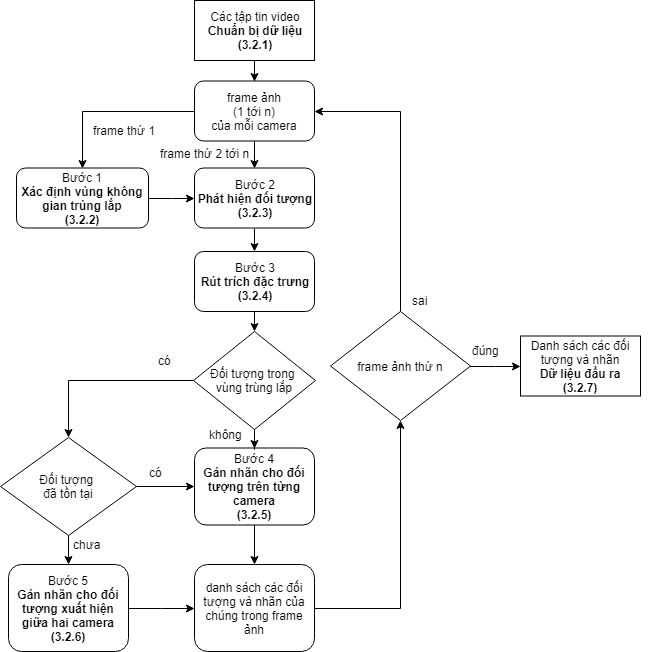 Các tập tin video
Chuẩn bị dữ liệu
(3.2.1)
frame ảnh
(1 tới n)
của mỗi camera
frame thứ 1
frame thứ 2 tới n
Bước 1
Xác định vùng không
gian trùng lắp
(3.2.2)
Bước 2
Phát hiện đối tượng
(3.2.3)
Bước 3
Rút trích đặc trưng
(3.2.4)
có
Đối tượng trong
vùng trùng lắp
không
Đối tượng
đã tồn tại
có
chưa
Bước 4
Gán nhãn cho đối
tượng trên từng
camera
(3.2.5)
Bước 5
Gán nhãn cho đối
tượng xuất hiện
giữa hai camera
(3.2.6)
danh sách các đối
tượng và nhãn của
chúng trong frame
ảnh
sai
frame ảnh thứ n
đúng
Danh sách các đối
tượng và nhãn
Dữ liệu đầu ra
(3.2.7)